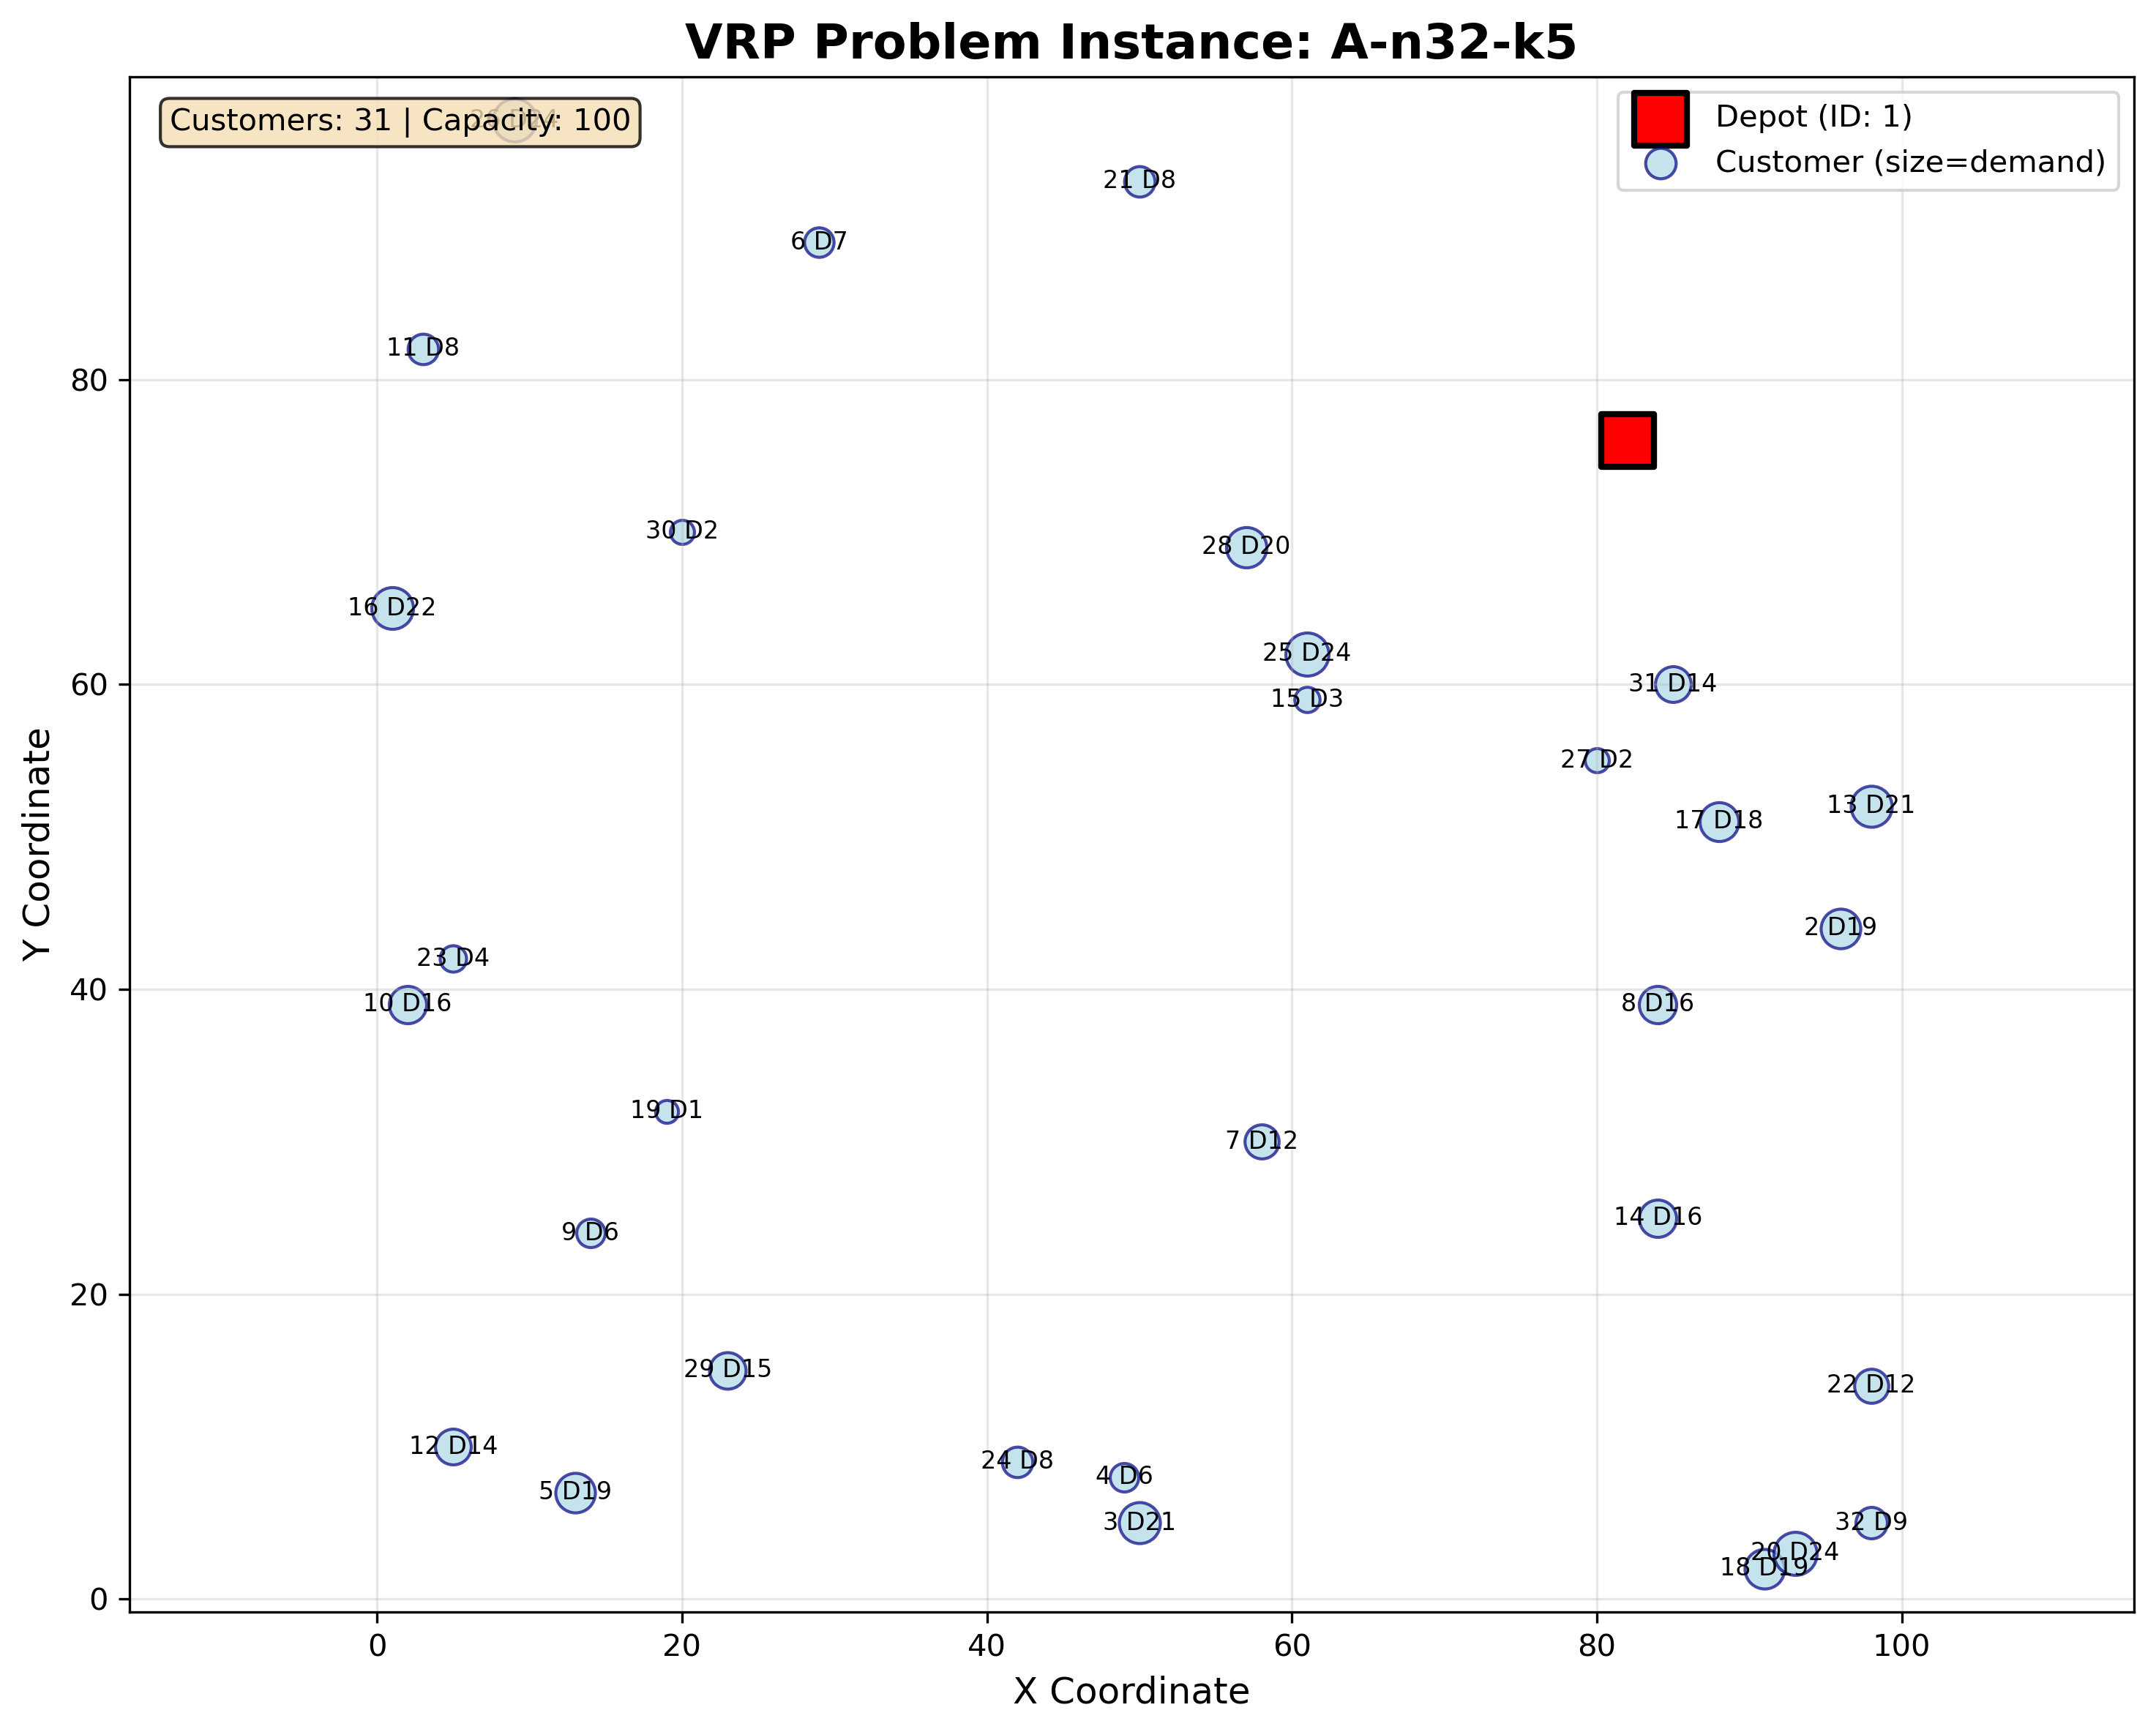 VRP Problem Instance: A-n32-k5
Customers: 31 | Capacity: 100
Depot (ID: 1)
Customer (size=demand)
21 D8
6 D7
11 D8
80
30 D2
28 D20
16 D22
25 D24
31 D14
60
15 D3
27 D2
13 D21
17 D18
2 D19
23 D4
40
10 D16
8 D16
19 D1
7 D12
9 D6
14 D16
20
29 D15
22 D12
12 D14
24 D8
4 D6
5 D19
3 D21
32 D9
20 D24
18 D19
0
0 20 40 60 80 100
X Coordinate
Y Coordinate